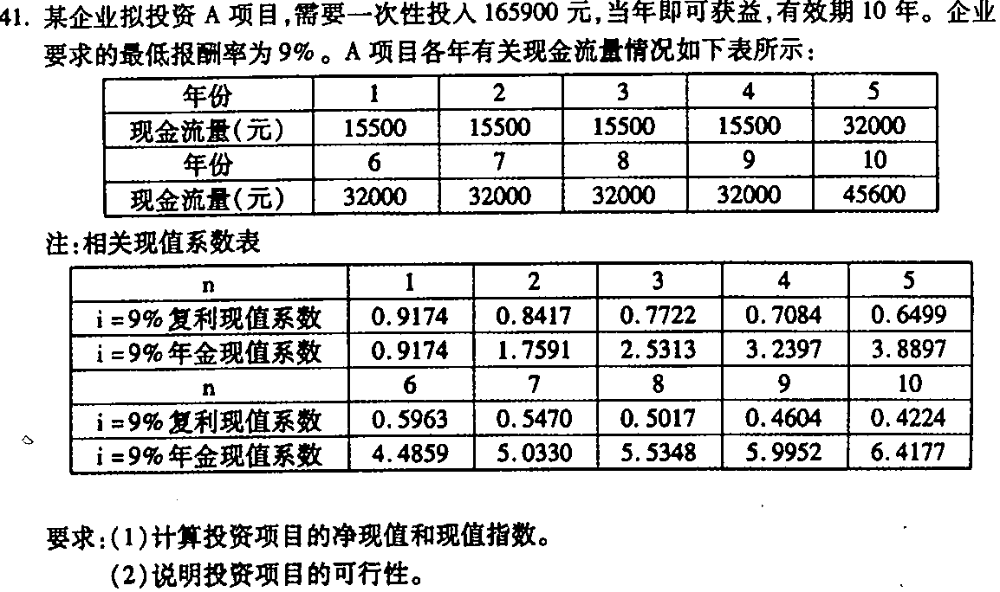 41. 某企业拟投资 A 项目,需要一次性投入 165900 元,当年即可获益,有效期 10 年。企业
要求的最低报酬率为 9%。A 项目各年有关现金流量情况如下表所示:
年份 1 2 3 4 5
现金流量(元) 15500 15500 15500 15500 32000
年份 6 7 8 9 10
现金流量(元) 32000 32000 32000 32000 45600
注:相关现值系数表
n 1 2 3 4 5
i=9%复利现值系数 0.9174 0.8417 0.7722 0.7084 0.6499
i=9%年金现值系数 0.9174 1.7591 2.5313 3.2397 3.8897
n 6 7 8 9 10
i=9%复利现值系数 0.5963 0.5470 0.5017 0.4604 0.4224
i=9%年金现值系数 4.4859 5.0330 5.5348 5.9952 6.4177
要求:(1)计算投资项目的净现值和现值指数。
(2)说明投资项目的可行性。